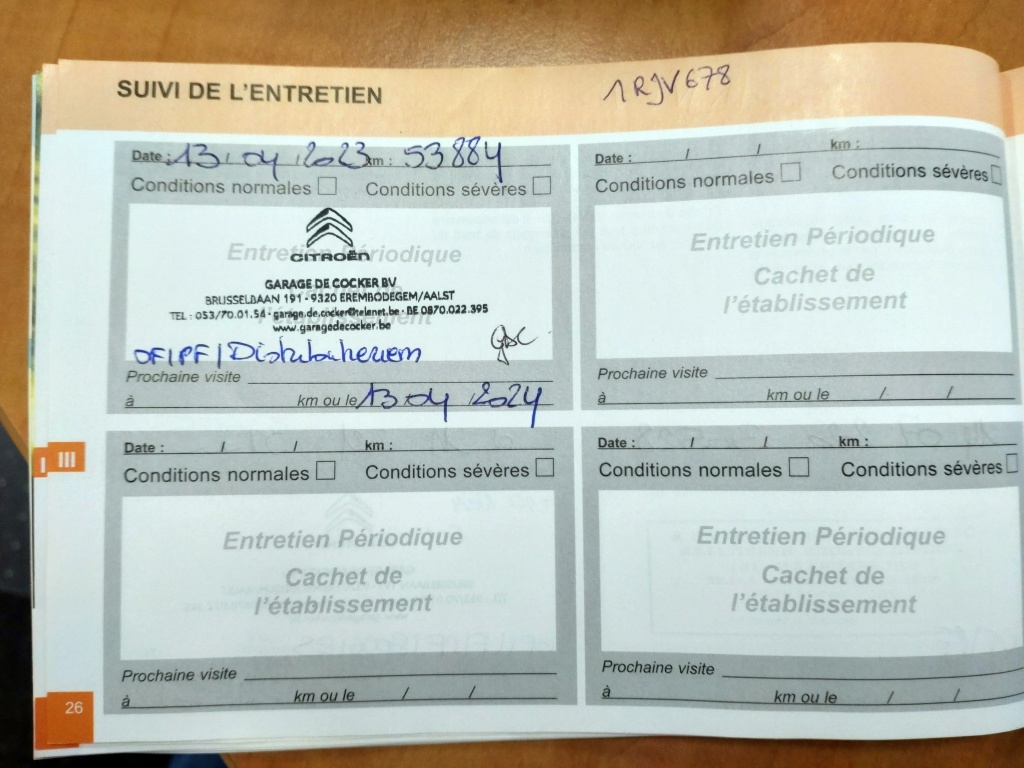 SUIVI DE L'ENTRETIEN
1RJV678
Date : 13 / 04 / 2023 km : 53884
Conditions normales Conditions sévères
Entretien Périodique
CITROËN
GARAGE DE COCKER BV
BRUSSELBAAN 191 - 9320 EREMBODEGEM/AALST
TEL : 053/70.01.54 - garage.de.cocker@telenet.be - BE 0870.022.395
l'établissement
www.garagedecocker.be
OF/PF/Distributieriem
GDC
Prochaine visite
à km ou le 13 04 / 2024
Date : / / km :
Conditions normales Conditions sévères
Entretien Périodique
Cachet de
l'établissement
Prochaine visite
à km ou le / /
Date : / / km :
Conditions normales Conditions sévères
Entretien Périodique
Cachet de
l'établissement
Prochaine visite
à km ou le / /
Date : / / km :
Conditions normales Conditions sévères
Entretien Périodique
Cachet de
l'établissement
Prochaine visite
à km ou le / /
III
26